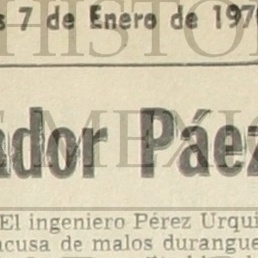 s 7 de Enero de 197
ador Páez
El ingeniero Pérez Urqui
acusa de malos durangue